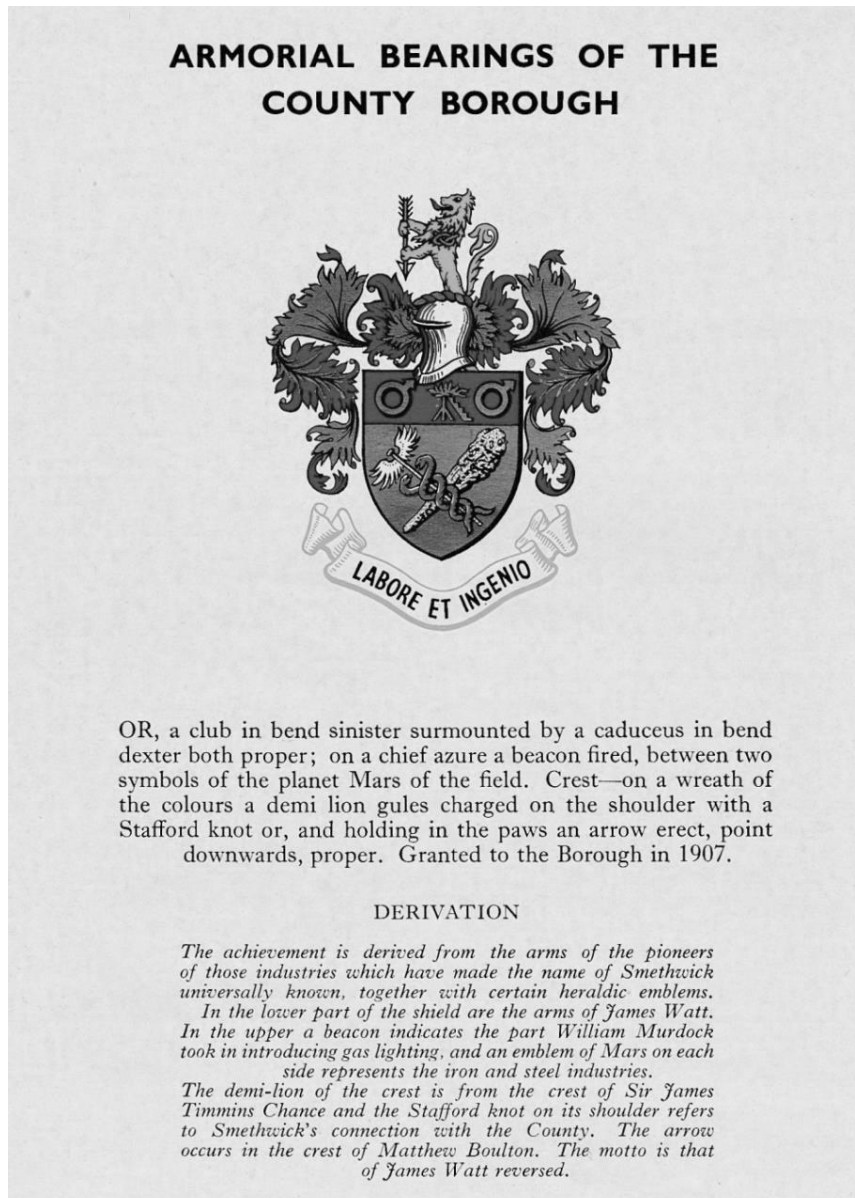 ARMORIAL BEARINGS OF THE
COUNTY BOROUGH
LABORE ET INGENIO
OR, a club in bend sinister surmounted by a caduceus in bend
dexter both proper; on a chief azure a beacon fired, between two
symbols of the planet Mars of the field. Crest—on a wreath of
the colours a demi lion gules charged on the shoulder with a
Stafford knot or, and holding in the paws an arrow erect, point
downwards, proper. Granted to the Borough in 1907.
DERIVATION
The achievement is derived from the arms of the pioneers
of those industries which have made the name of Smethwick
universally known, together with certain heraldic emblems.
In the lower part of the shield are the arms of James Watt.
In the upper a beacon indicates the part William Murdock
took in introducing gas lighting, and an emblem of Mars on each
side represents the iron and steel industries.
The demi-lion of the crest is from the crest of Sir James
Timmins Chance and the Stafford knot on its shoulder refers
to Smethwick's connection with the County. The arrow
occurs in the crest of Matthew Boulton. The motto is that
of James Watt reversed.